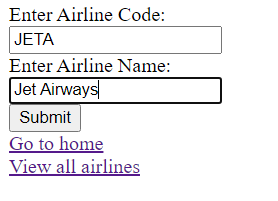 Enter Airline Code:
JETA
Enter Airline Name:
Jet Airways
Submit
Go to home
View all airlines